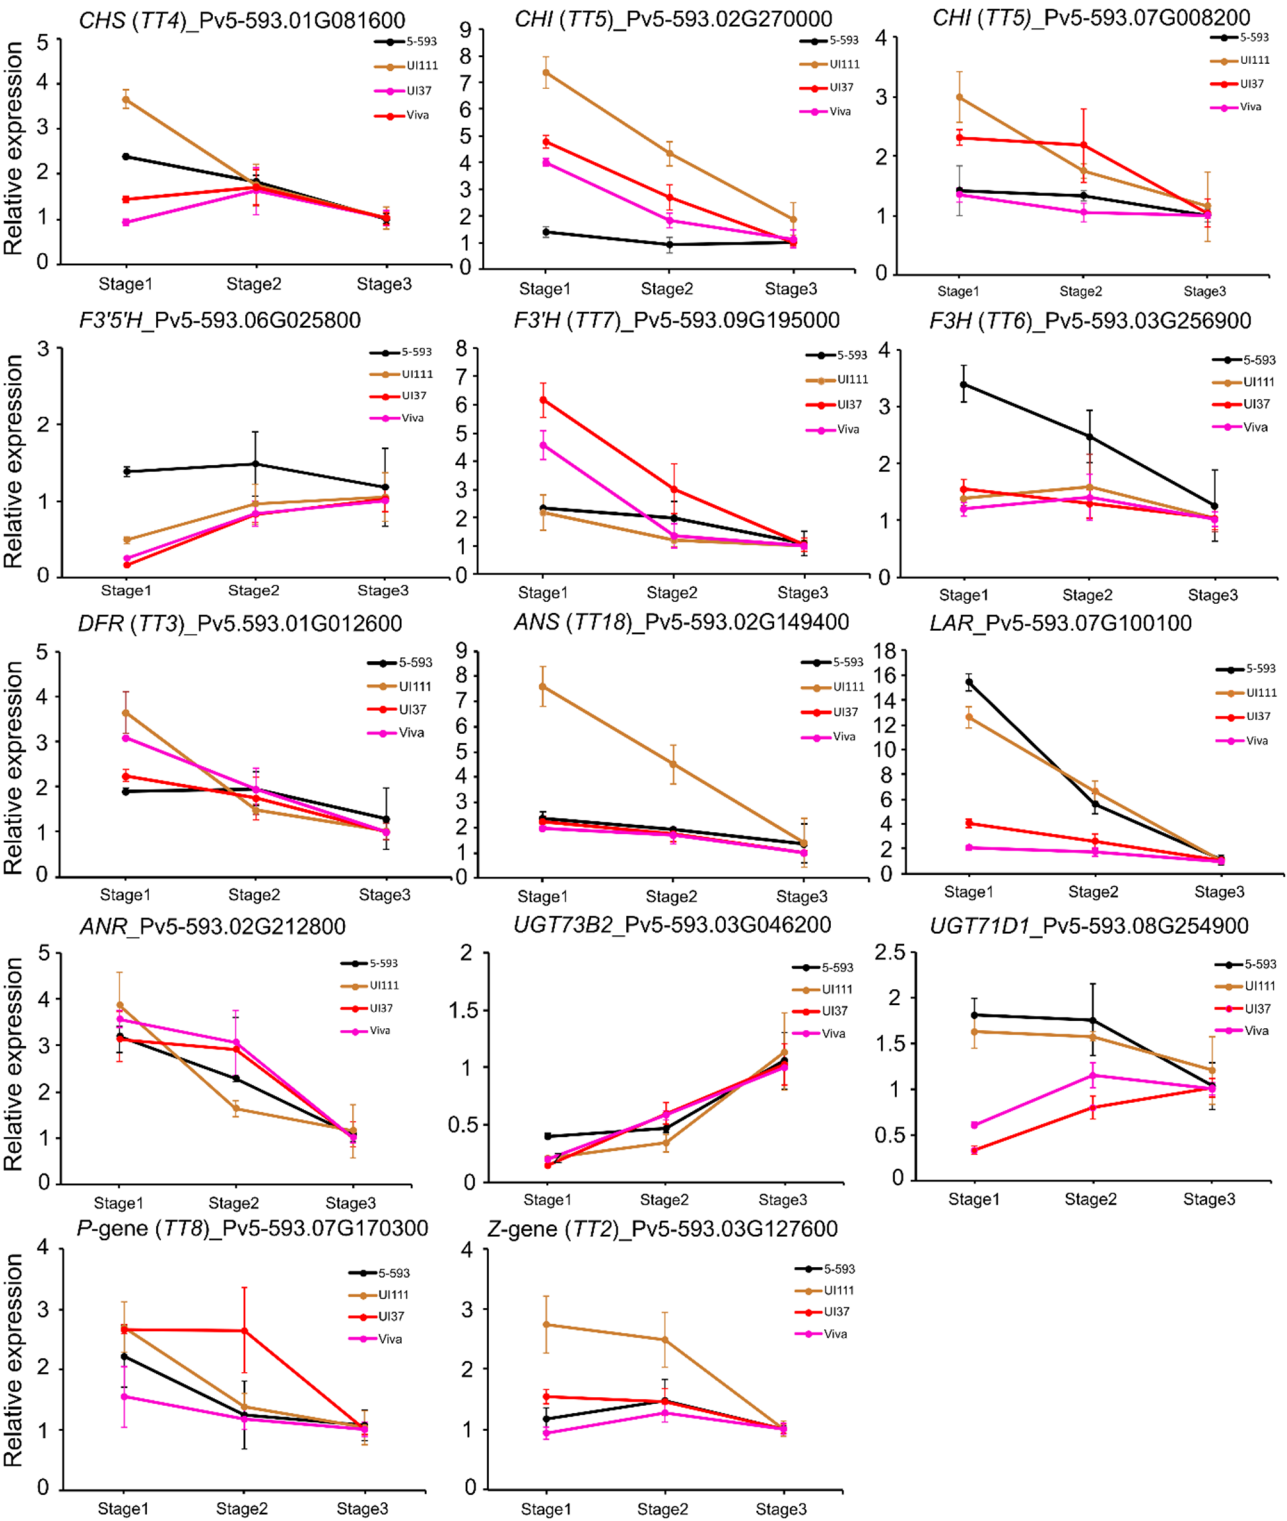 CHS (TT4)_Pv5-593.01G081600
Relative expression
5
4
3
2
1
0
5-593
UI111
UI37
Viva
Stage1 Stage2 Stage3
CHI (TT5)_Pv5-593.02G270000
9
8
7
6
5
4
3
2
1
0
5-593
UI111
UI37
Viva
Stage1 Stage2 Stage3
CHI (TT5)_Pv5-593.07G008200
4
3
2
1
0
5-593
UI111
UI37
Viva
Stage1 Stage2 Stage3
F3'5'H_Pv5-593.06G025800
Relative expression
3
2
1
0
5-593
UI111
UI37
Viva
Stage1 Stage2 Stage3
F3'H (TT7)_Pv5-593.09G195000
8
7
6
5
4
3
2
1
0
5-593
UI111
UI37
Viva
Stage1 Stage2 Stage3
F3H (TT6)_Pv5-593.03G256900
4
3
2
1
0
5-593
UI111
UI37
Viva
Stage1 Stage2 Stage3
DFR (TT3)_Pv5.593.01G012600
Relative expression
5
4
3
2
1
0
5-593
UI111
UI37
Viva
Stage1 Stage2 Stage3
ANS (TT18)_Pv5-593.02G149400
9
8
7
6
5
4
3
2
1
0
5-593
UI111
UI37
Viva
Stage1 Stage2 Stage3
LAR_Pv5-593.07G100100
18
16
14
12
10
8
6
4
2
0
5-593
UI111
UI37
Viva
Stage1 Stage2 Stage3
ANR_Pv5-593.02G212800
Relative expression
5
4
3
2
1
0
5-593
UI111
UI37
Viva
Stage1 Stage2 Stage3
UGT73B2_Pv5-593.03G046200
2
1.5
1
0.5
0
5-593
UI111
UI37
Viva
Stage1 Stage2 Stage3
UGT71D1_Pv5-593.08G254900
2.5
2
1.5
1
0.5
0
5-593
UI111
UI37
Viva
Stage1 Stage2 Stage3
P-gene (TT8)_Pv5-593.07G170300
Relative expression
4
3
2
1
0
5-593
UI111
UI37
Viva
Stage1 Stage2 Stage3
Z-gene (TT2)_Pv5-593.03G127600
4
3
2
1
0
5-593
UI111
UI37
Viva
Stage1 Stage2 Stage3